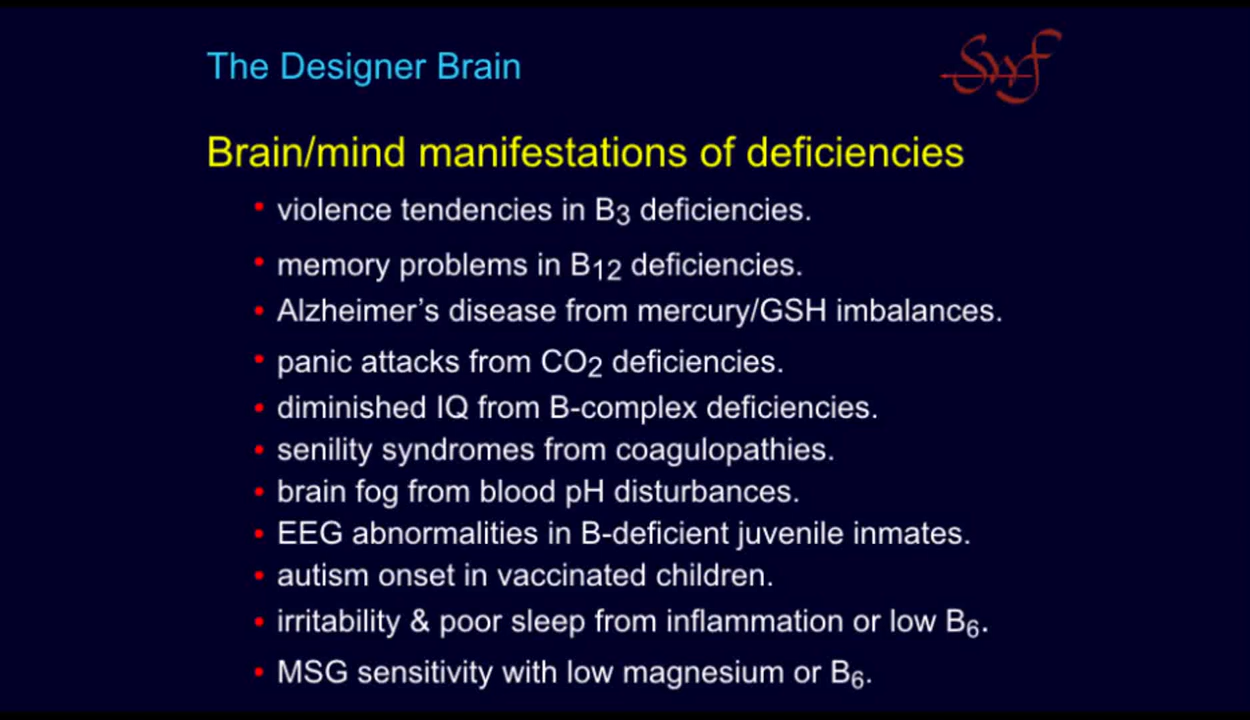 The Designer Brain
Swf
Brain/mind manifestations of deficiencies
• violence tendencies in B3 deficiencies.
• memory problems in B12 deficiencies.
• Alzheimer’s disease from mercury/GSH imbalances.
• panic attacks from CO2 deficiencies.
• diminished IQ from B-complex deficiencies.
• senility syndromes from coagulopathies.
• brain fog from blood pH disturbances.
• EEG abnormalities in B-deficient juvenile inmates.
• autism onset in vaccinated children.
• irritability & poor sleep from inflammation or low B6.
• MSG sensitivity with low magnesium or B6.